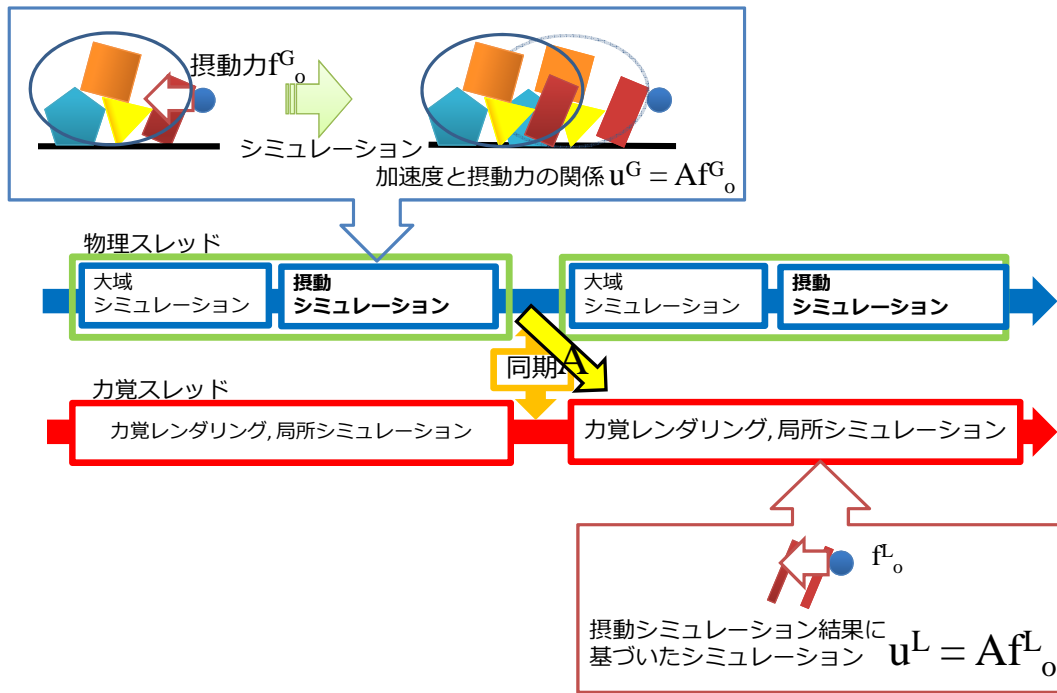 摂動力fᴳₒ
シミュレーション
加速度と摂動力の関係 uᴳ = Afᴳₒ
物理スレッド
大域
シミュレーション
摂動
シミュレーション
大域
シミュレーション
摂動
シミュレーション
同期
A
力覚スレッド
力覚レンダリング, 局所シミュレーション
力覚レンダリング, 局所シミュレーション
fᴸₒ
摂動シミュレーション結果に
基づいたシミュレーション uᴸ = Afᴸₒ